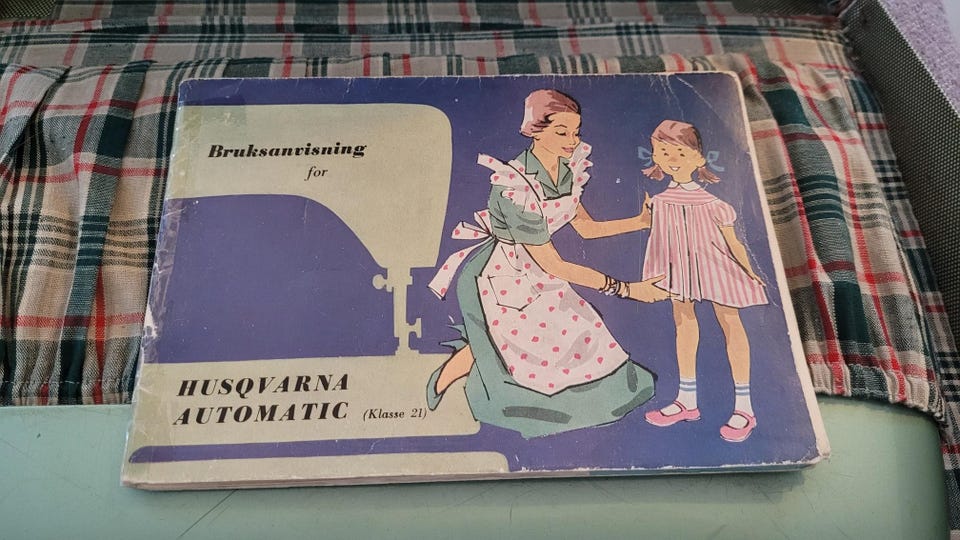 Bruksanvisning
for
HUSQVARNA
AUTOMATIC (Klasse 21)